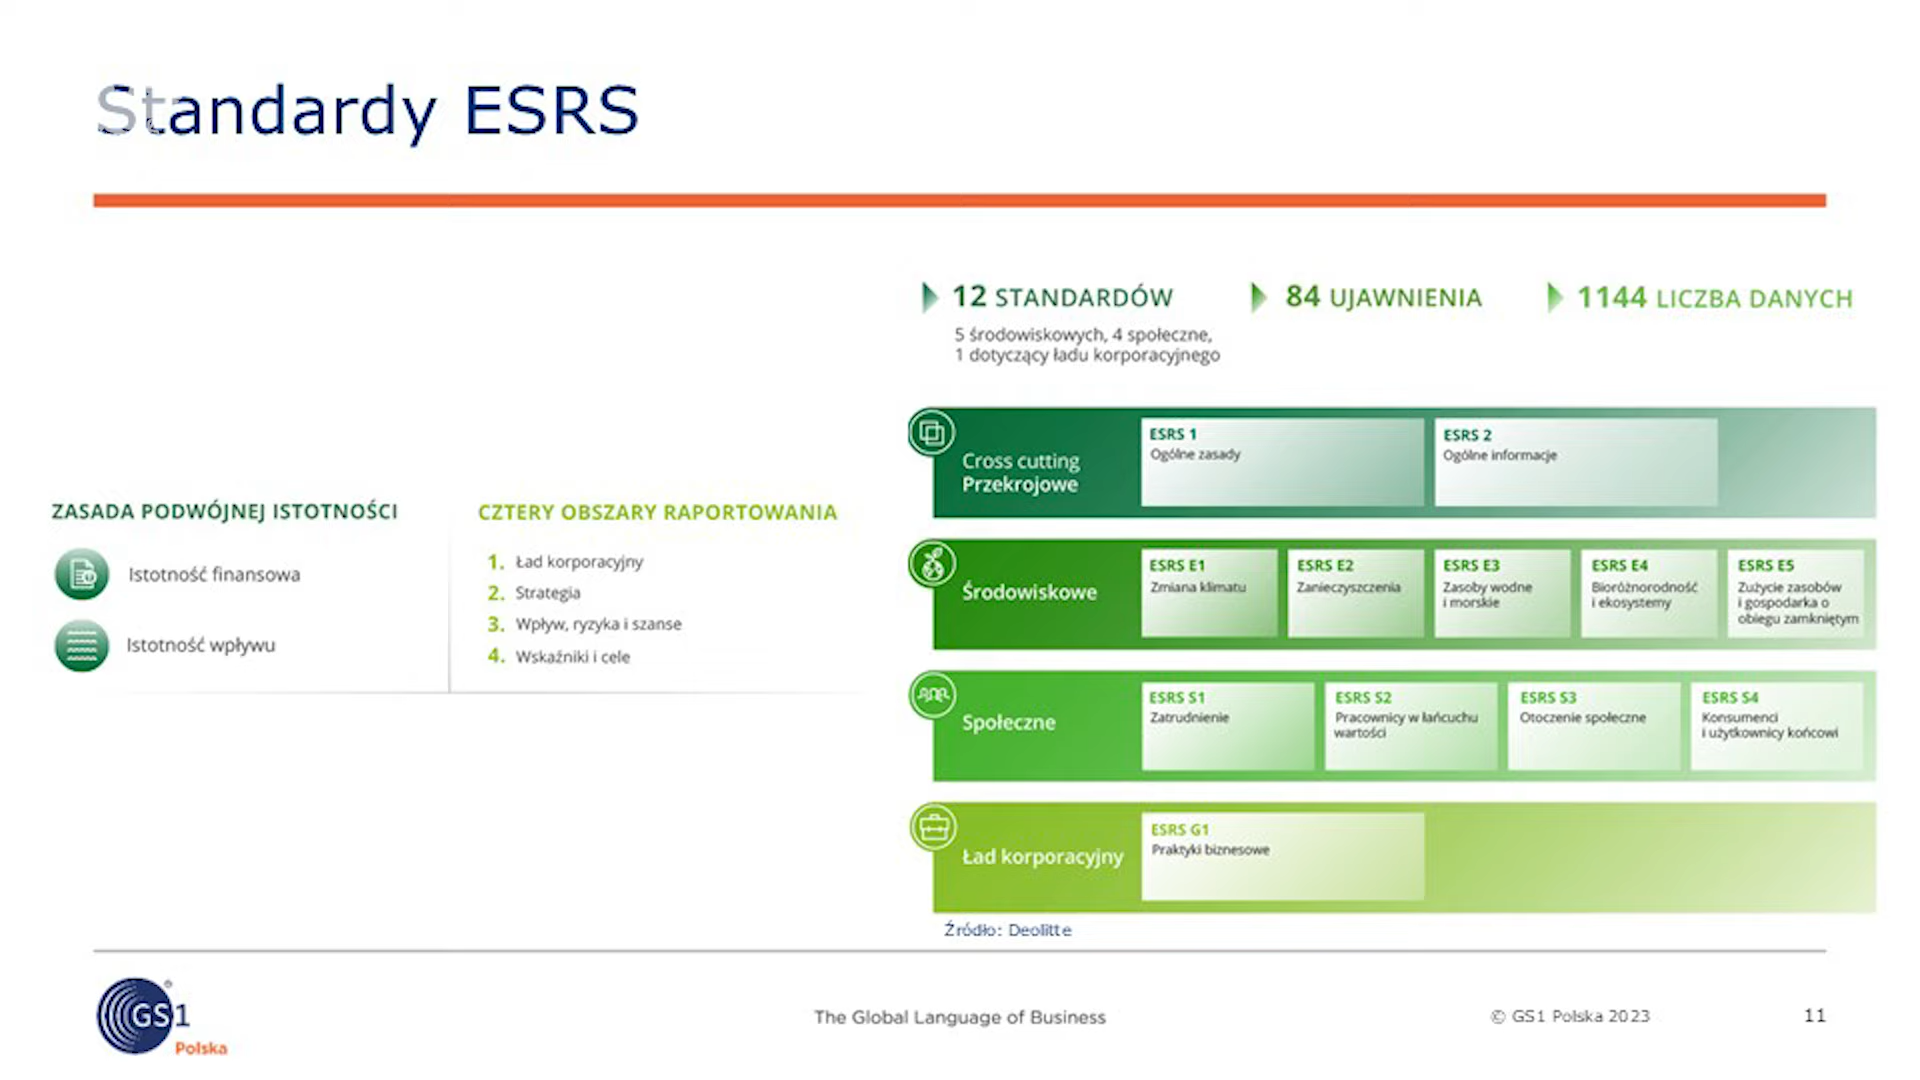 Standardy ESRS
12 STANDARDÓW
5 środowiskowych, 4 społeczne,
1 dotyczący ładu korporacyjnego
84 UJAWNIENIA
1144 LICZBA DANYCH
ZASADA PODWÓJNEJ ISTOTNOŚCI
Istotność finansowa
Istotność wpływu
CZTERY OBSZARY RAPORTOWANIA
1. Ład korporacyjny
2. Strategia
3. Wpływ, ryzyka i szanse
4. Wskaźniki i cele
Cross cutting
Przekrojowe
ESRS 1
Ogólne zasady
ESRS 2
Ogólne informacje
Środowiskowe
ESRS E1
Zmiana klimatu
ESRS E2
Zanieczyszczenia
ESRS E3
Zasoby wodne
i morskie
ESRS E4
Bioróżnorodność
i ekosystemy
ESRS E5
Zużycie zasobów
i gospodarka o
obiegu zamkniętym
Społeczne
ESRS S1
Zatrudnienie
ESRS S2
Pracownicy w łańcuchu
wartości
ESRS S3
Otoczenie społeczne
ESRS S4
Konsumenci
i użytkownicy końcowi
Ład korporacyjny
ESRS G1
Praktyki biznesowe
Źródło: Deolitte
GS1
®
Polska
The Global Language of Business
© GS1 Polska 2023
11